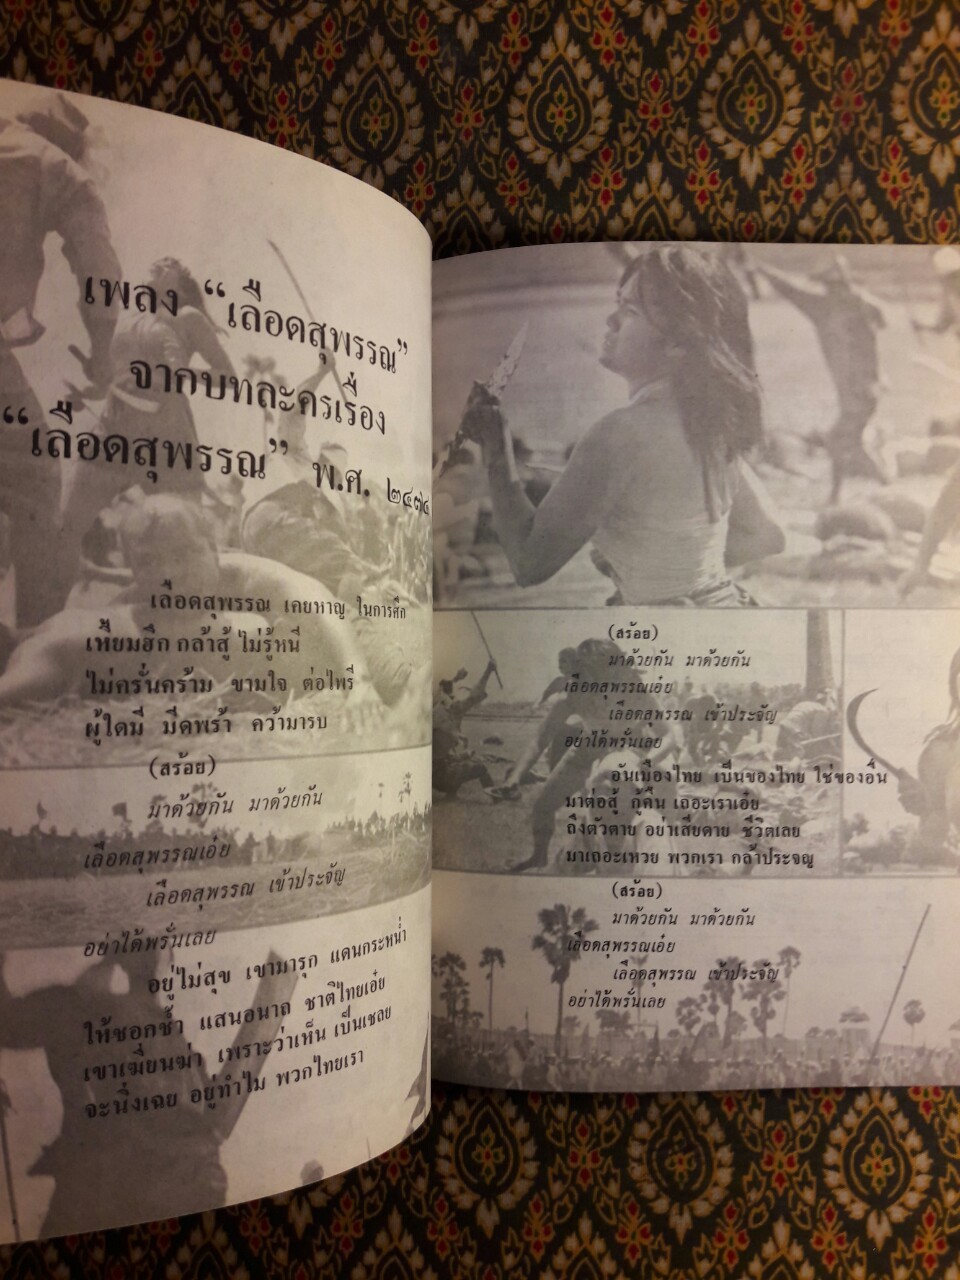 เพลง “เลือดสุพรรณ”
จากบทละครเรื่อง
“เลือดสุพรรณ” พ.ศ. ๒๔๗๔
เลือดสุพรรณ เคยหาญ ในการศึก
เหี้ยมฮึก กล้าสู้ ไม่รู้หนี
ไม่ครั่นคร้าม ขามใจ ต่อไพรี
ผู้ใดมี มีดพร้า คว้ามารบ
(สร้อย)
มาด้วยกัน มาด้วยกัน
เลือดสุพรรณเอ๋ย
เลือดสุพรรณ เข้าประจัญ
อย่าได้พรั่นเลย
อยู่ไม่สุข เขามารุก แดนกระหน่ำ
ให้ชอกช้ำ แสนอนาถ ชาติไทยเอ๋ย
เขาเฆี่ยนฆ่า เพราะว่าเห็น เป็นเชลย
จะนิ่งเฉย อยู่ทำไม พวกไทยเรา
(สร้อย)
มาด้วยกัน มาด้วยกัน
เลือดสุพรรณเอ๋ย
เลือดสุพรรณ เข้าประจัญ
อย่าได้พรั่นเลย
อันเมืองไทย เป็นของไทย ใช่ของอื่น
มาต่อสู้ กู้คืน เถอะเราเอ๋ย
ถึงตัวตาย อย่าเสียดาย ชีวิตเลย
มาเถอะเหวย พวกเรา กล้าประจญ
(สร้อย)
มาด้วยกัน มาด้วยกัน
เลือดสุพรรณเอ๋ย
เลือดสุพรรณ เข้าประจัญ
อย่าได้พรั่นเลย